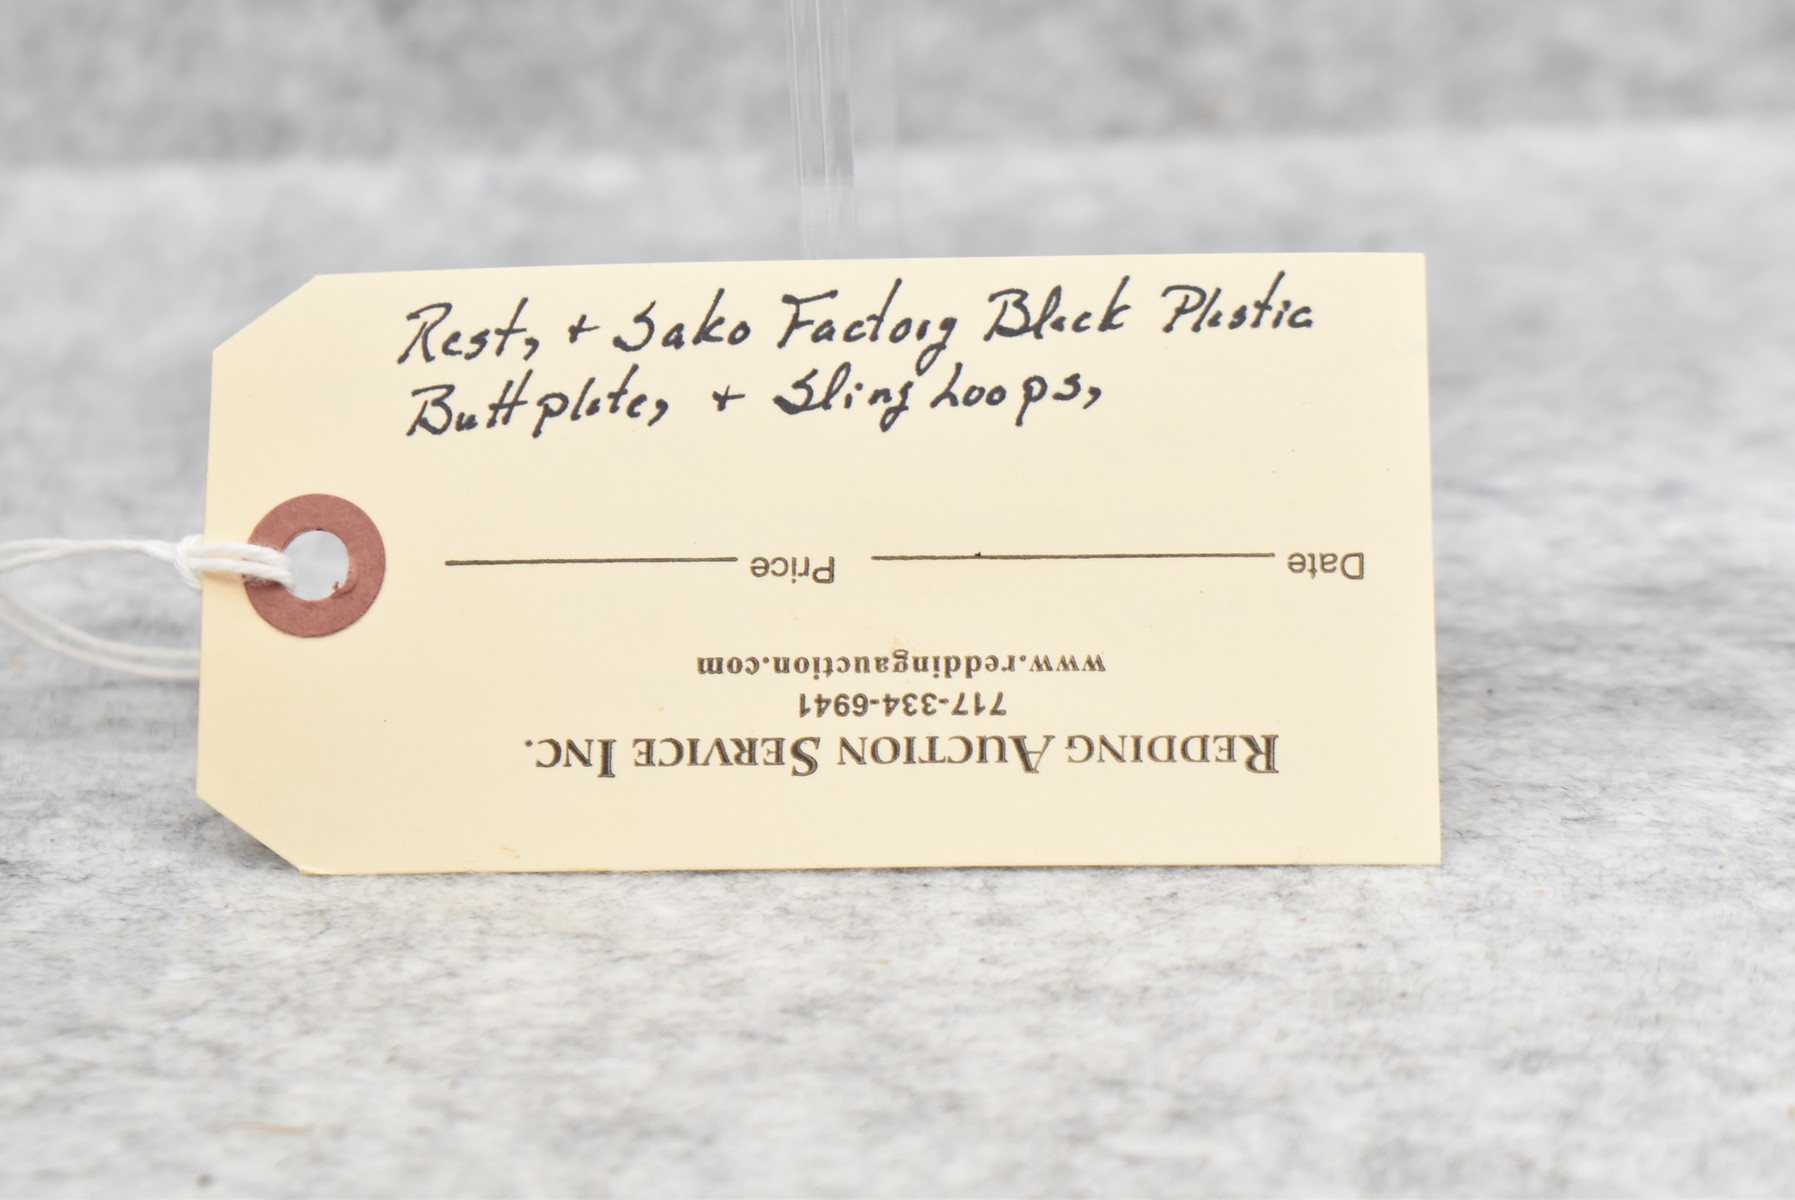 Rest, + Sako Factory Black Plastic
Buttplate, + Sling Loops,
Date Price
www.reddingauction.com
717-334-6941
REDDING AUCTION SERVICE INC.